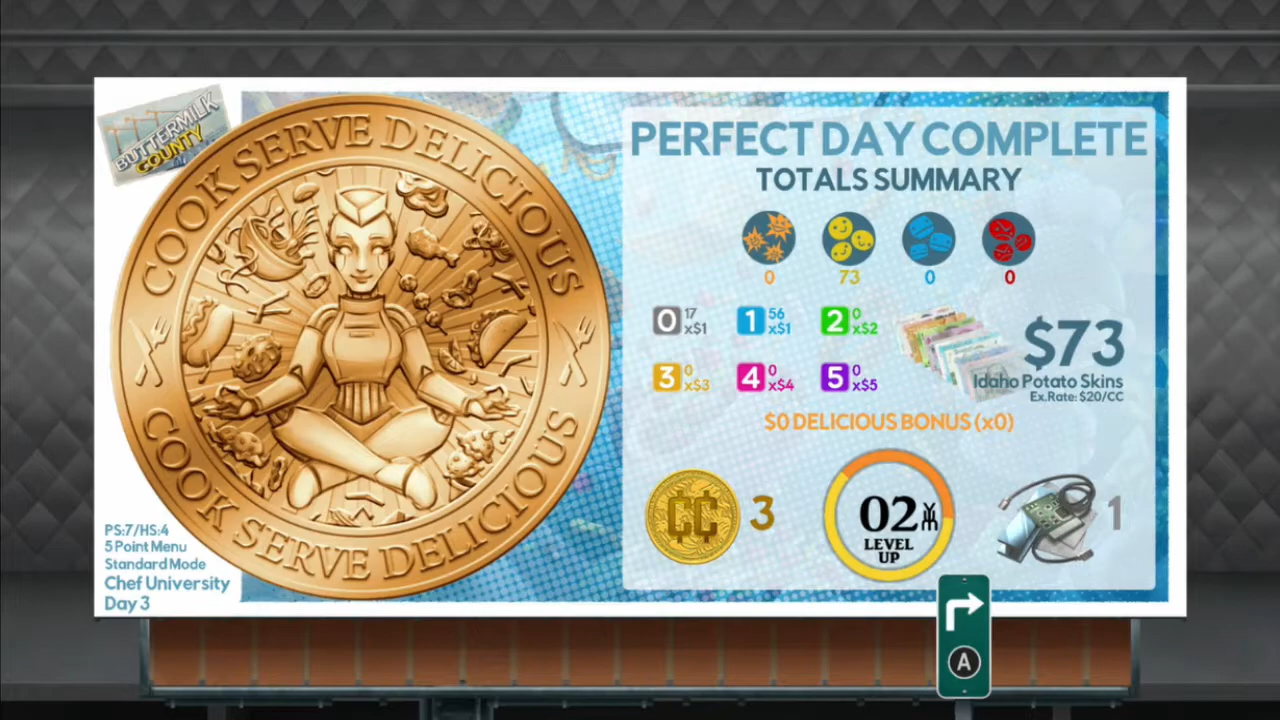 BUTTERMILK
COUNTY
COOK SERVE DELICIOUS
COOK SERVE DELICIOUS
PS:7/HS:4
5 Point Menu
Standard Mode
Chef University
Day 3
PERFECT DAY COMPLETE
TOTALS SUMMARY
0 73 0 0
0 17 x$1 1 56 x$1 2 0 x$2
3 0 x$3 4 0 x$4 5 0 x$5
$73
Idaho Potato Skins
Ex.Rate: $20/CC
$0 DELICIOUS BONUS (x0)
CC 3
02
LEVEL
UP
1
A